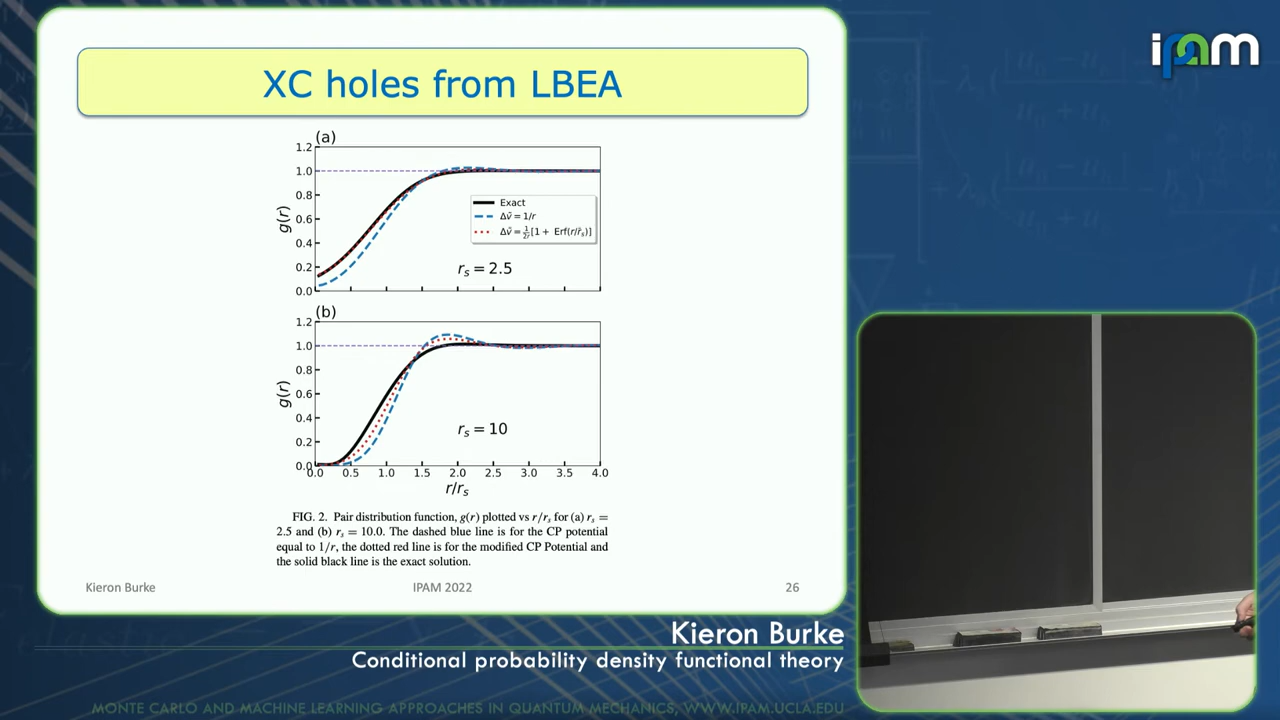 ipam
XC holes from LBEA
(a)
1.2
1.0
0.8
0.6
0.4
0.2
0.0
g(r)
Exact
Δṽ = 1/r
Δṽ = 1/2r [1 + Erf(r/r̄ₛ)]
rₛ = 2.5
(b)
1.2
1.0
0.8
0.6
0.4
0.2
0.0
g(r)
rₛ = 10
0.0 0.5 1.0 1.5 2.0 2.5 3.0 3.5 4.0
r/rₛ
FIG. 2. Pair distribution function, g(r) plotted vs r/rₛ for (a) rₛ =
2.5 and (b) rₛ = 10.0. The dashed blue line is for the CP potential
equal to 1/r, the dotted red line is for the modified CP Potential and
the solid black line is the exact solution.
Kieron Burke IPAM 2022 26
Kieron Burke
Conditional probability density functional theory
MONTE CARLO AND MACHINE LEARNING APPROACHES IN QUANTUM MECHANICS, WWW.IPAM.UCLA.EDU